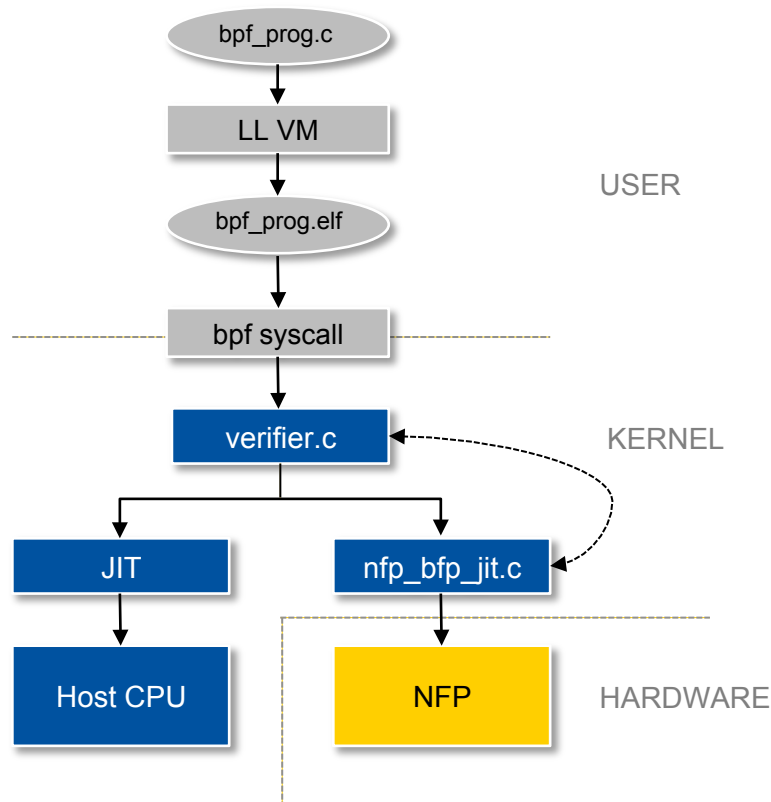 bpf_prog.c
LL VM
USER
bpf_prog.elf
bpf syscall
verifier.c
KERNEL
JIT
nfp_bfp_jit.c
Host CPU
NFP
HARDWARE